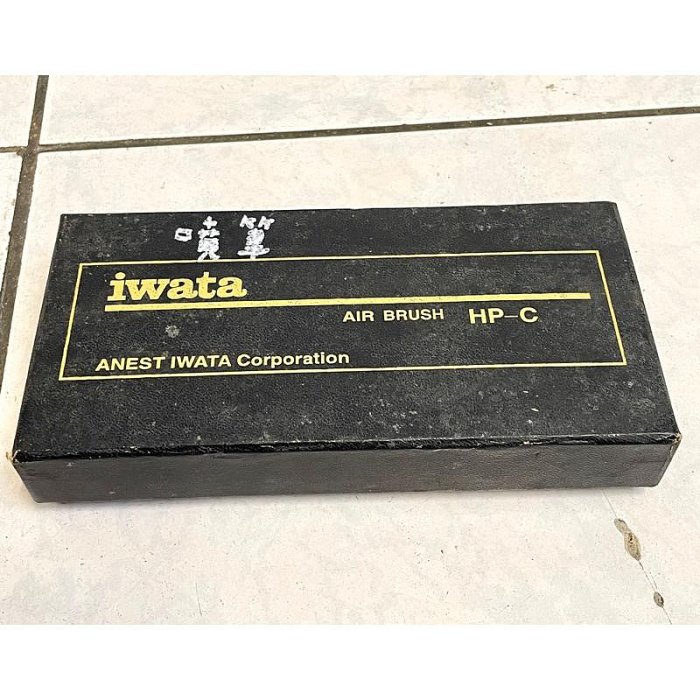 噴筆
iwata
AIR BRUSH HP-C
ANEST IWATA Corporation